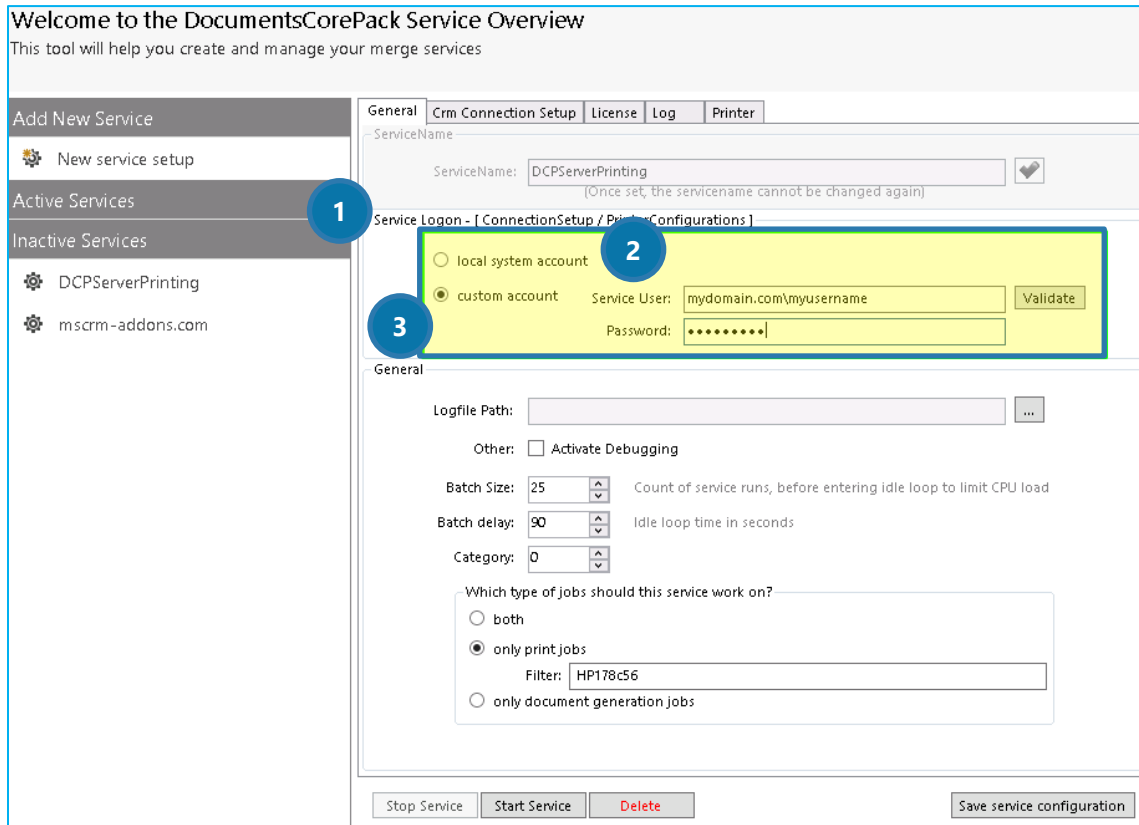 Welcome to the DocumentsCorePack Service Overview
This tool will help you create and manage your merge services
Add New Service
New service setup
Active Services
Inactive Services
DCPServerPrinting
mscrm-addons.com
General Crm Connection Setup License Log Printer
ServiceName
ServiceName: DCPServerPrinting
(Once set, the servicename cannot be changed again)
1
Service Logon - [ ConnectionSetup / PrinterConfigurations ]
2
local system account
custom account Service User: mydomain.com\myusername Validate
3
Password: •••••••••
General
Logfile Path: ...
Other: Activate Debugging
Batch Size: 25 Count of service runs, before entering idle loop to limit CPU load
Batch delay: 90 Idle loop time in seconds
Category: 0
Which type of jobs should this service work on?
both
only print jobs
Filter: HP178c56
only document generation jobs
Stop Service Start Service Delete Save service configuration